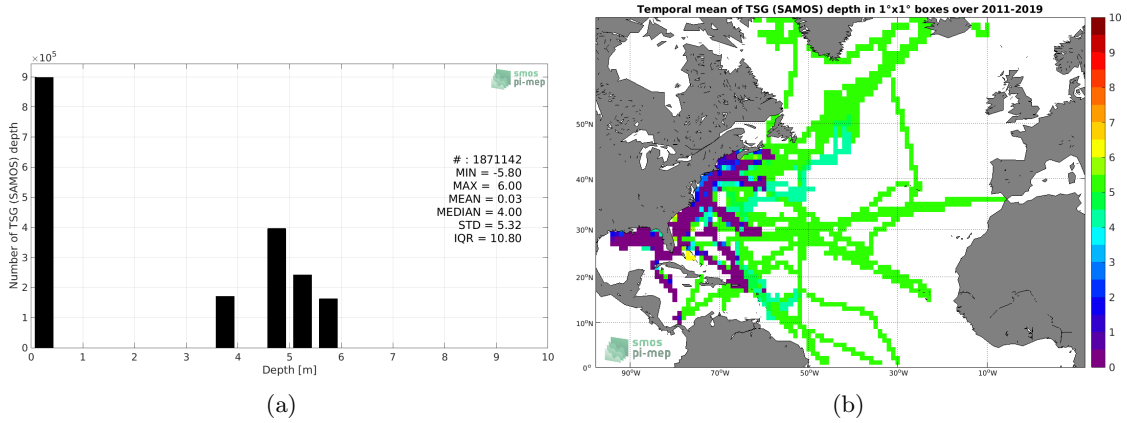 ×10⁵
9
8
7
6
5
4
3
2
1
0
Number of TSG (SAMOS) depth
0 1 2 3 4 5 6 7 8 9 10
Depth [m]
smos
pi-mep
# : 1871142
MIN = -5.80
MAX = 6.00
MEAN = 0.03
MEDIAN = 4.00
STD = 5.32
IQR = 10.80
(a)
Temporal mean of TSG (SAMOS) depth in 1°x1° boxes over 2011-2019
50°N
40°N
30°N
20°N
10°N
0°
90°W 70°W 50°W 30°W 10°W
smos
pi-mep
10
9
8
7
6
5
4
3
2
1
0
(b)